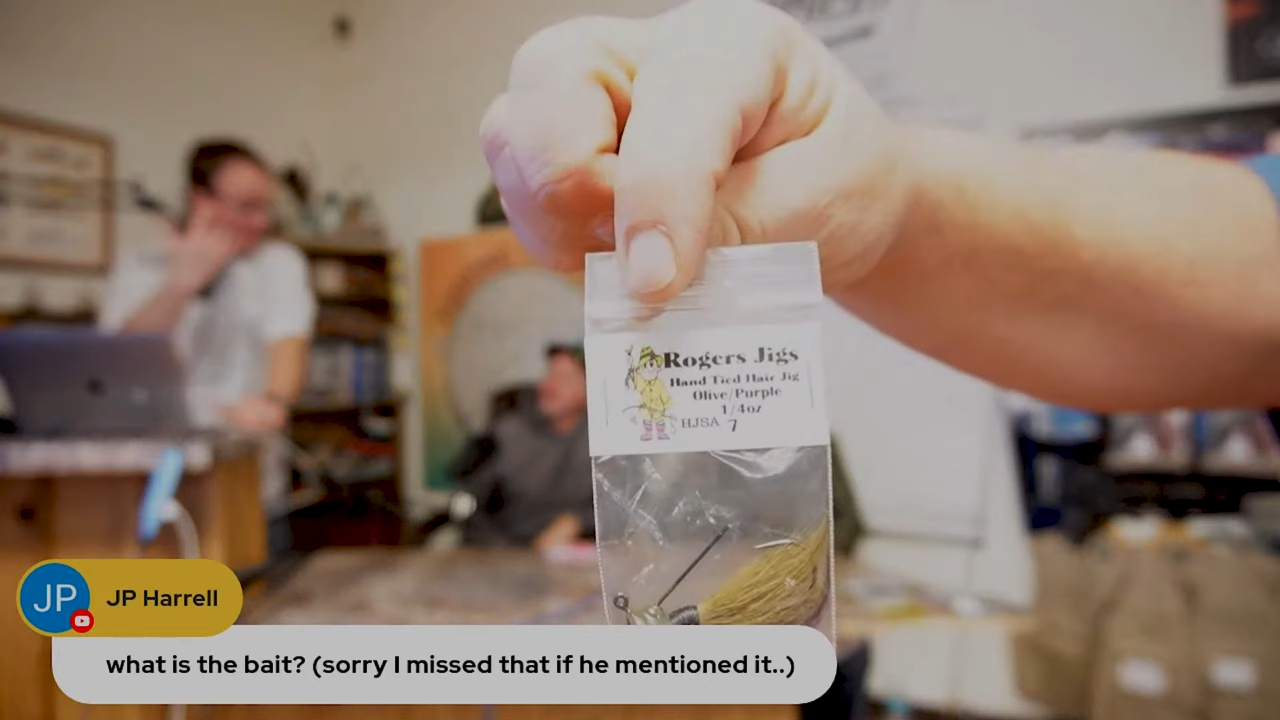 Rogers Jigs
Hand Tied Hair Jig
Olive/Purple
1/4oz
HJSA 7
JP
JP Harrell
what is the bait? (sorry I missed that if he mentioned it..)